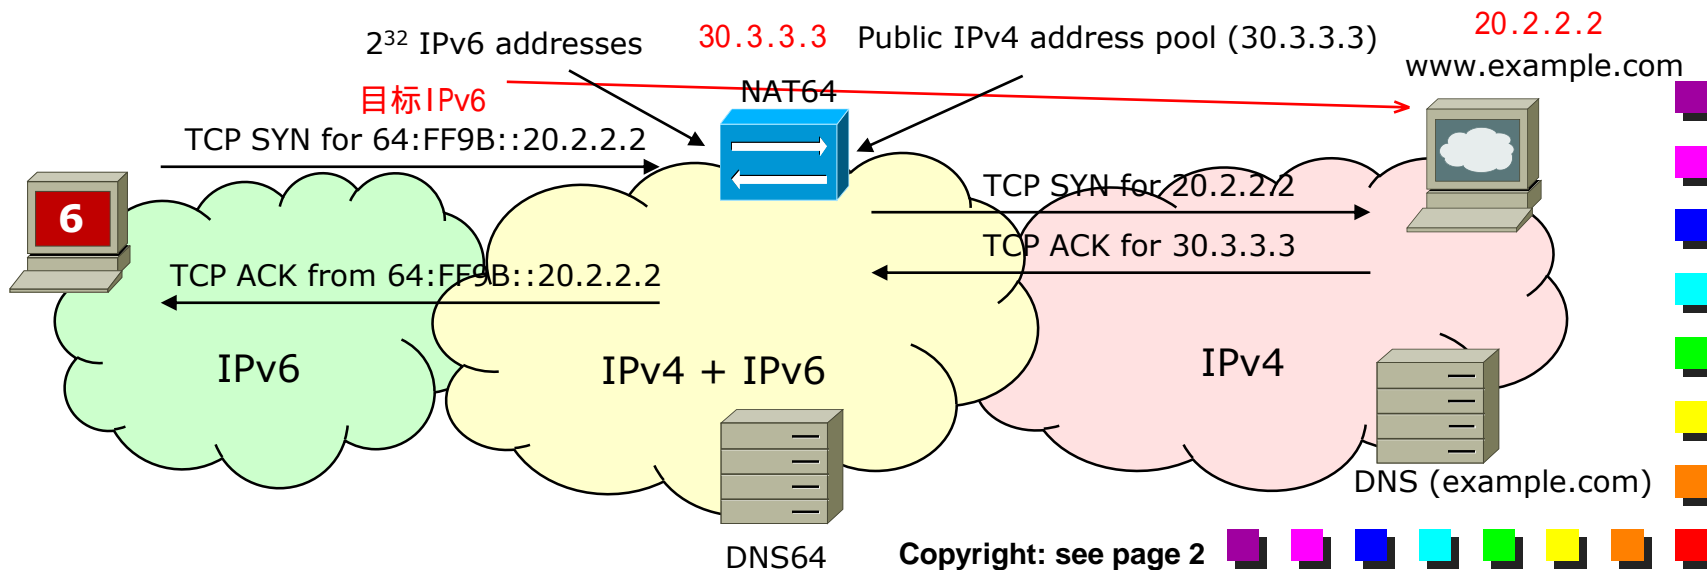 20.2.2.2
2³² IPv6 addresses
30.3.3.3
Public IPv4 address pool (30.3.3.3)
www.example.com
目标IPv6
NAT64
TCP SYN for 64:FF9B::20.2.2.2
TCP SYN for 20.2.2.2
6
TCP ACK for 30.3.3.3
TCP ACK from 64:FF9B::20.2.2.2
IPv6
IPv4 + IPv6
IPv4
DNS (example.com)
DNS64
Copyright: see page 2